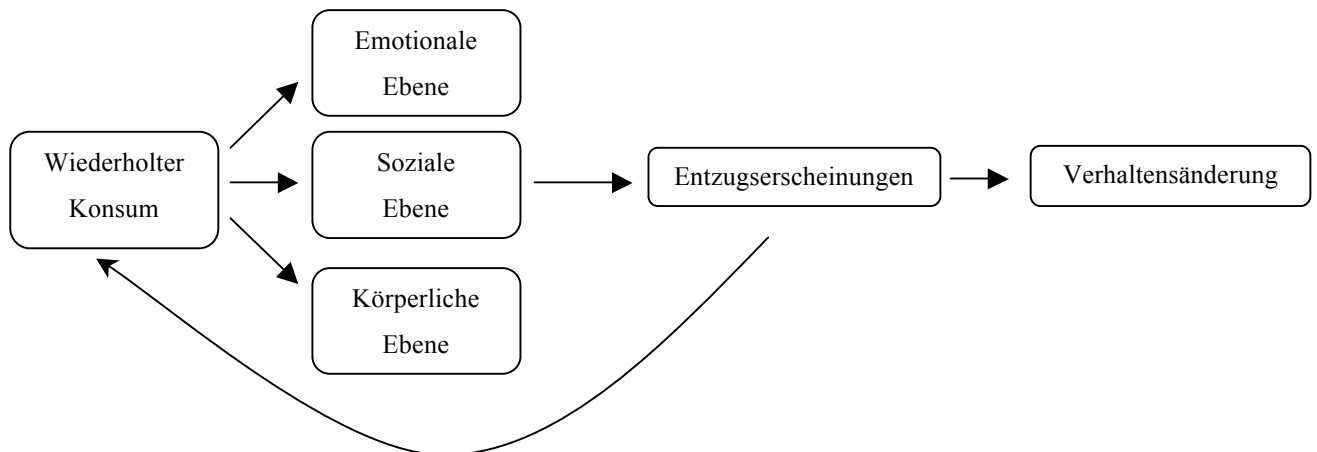 Emotionale
Ebene
Wiederholter
Konsum
Soziale
Ebene
Entzugserscheinungen
Verhaltensänderung
Körperliche
Ebene